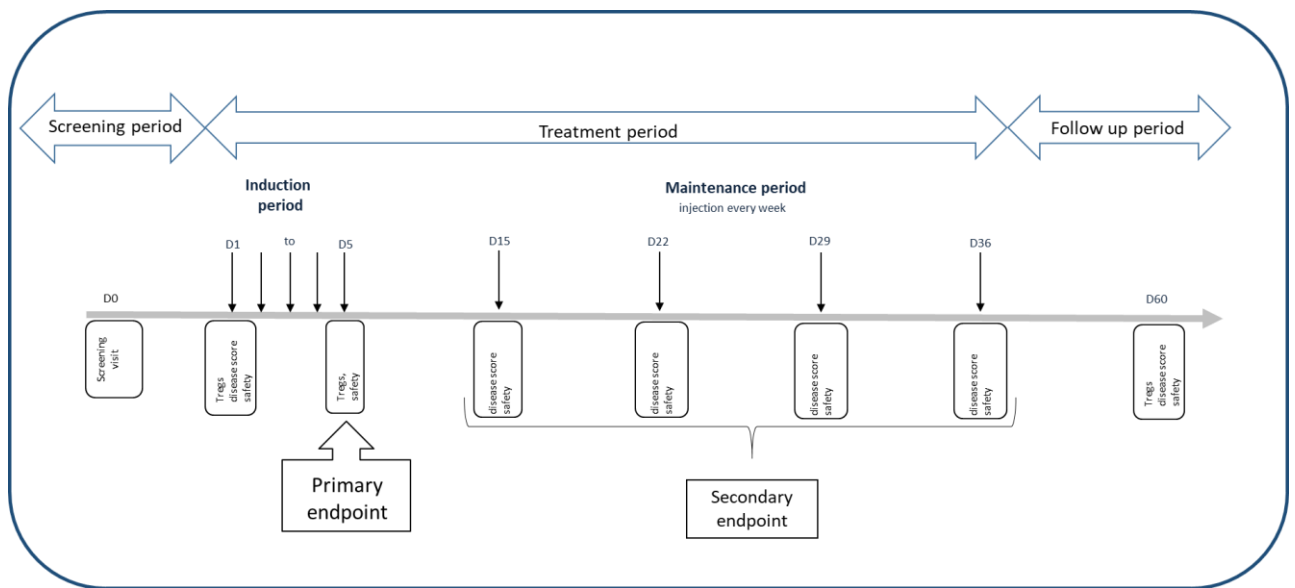 Screening period
Treatment period
Follow up period
Induction
period
Maintenance period
injection every week
D1
to
D5
D15
D22
D29
D36
D0
D60
Screening
visit
Tregs
disease score
safety
Tregs,
safety
disease score
safety
disease score
safety
disease score
safety
disease score
safety
Tregs
disease score
safety
Primary
endpoint
Secondary
endpoint